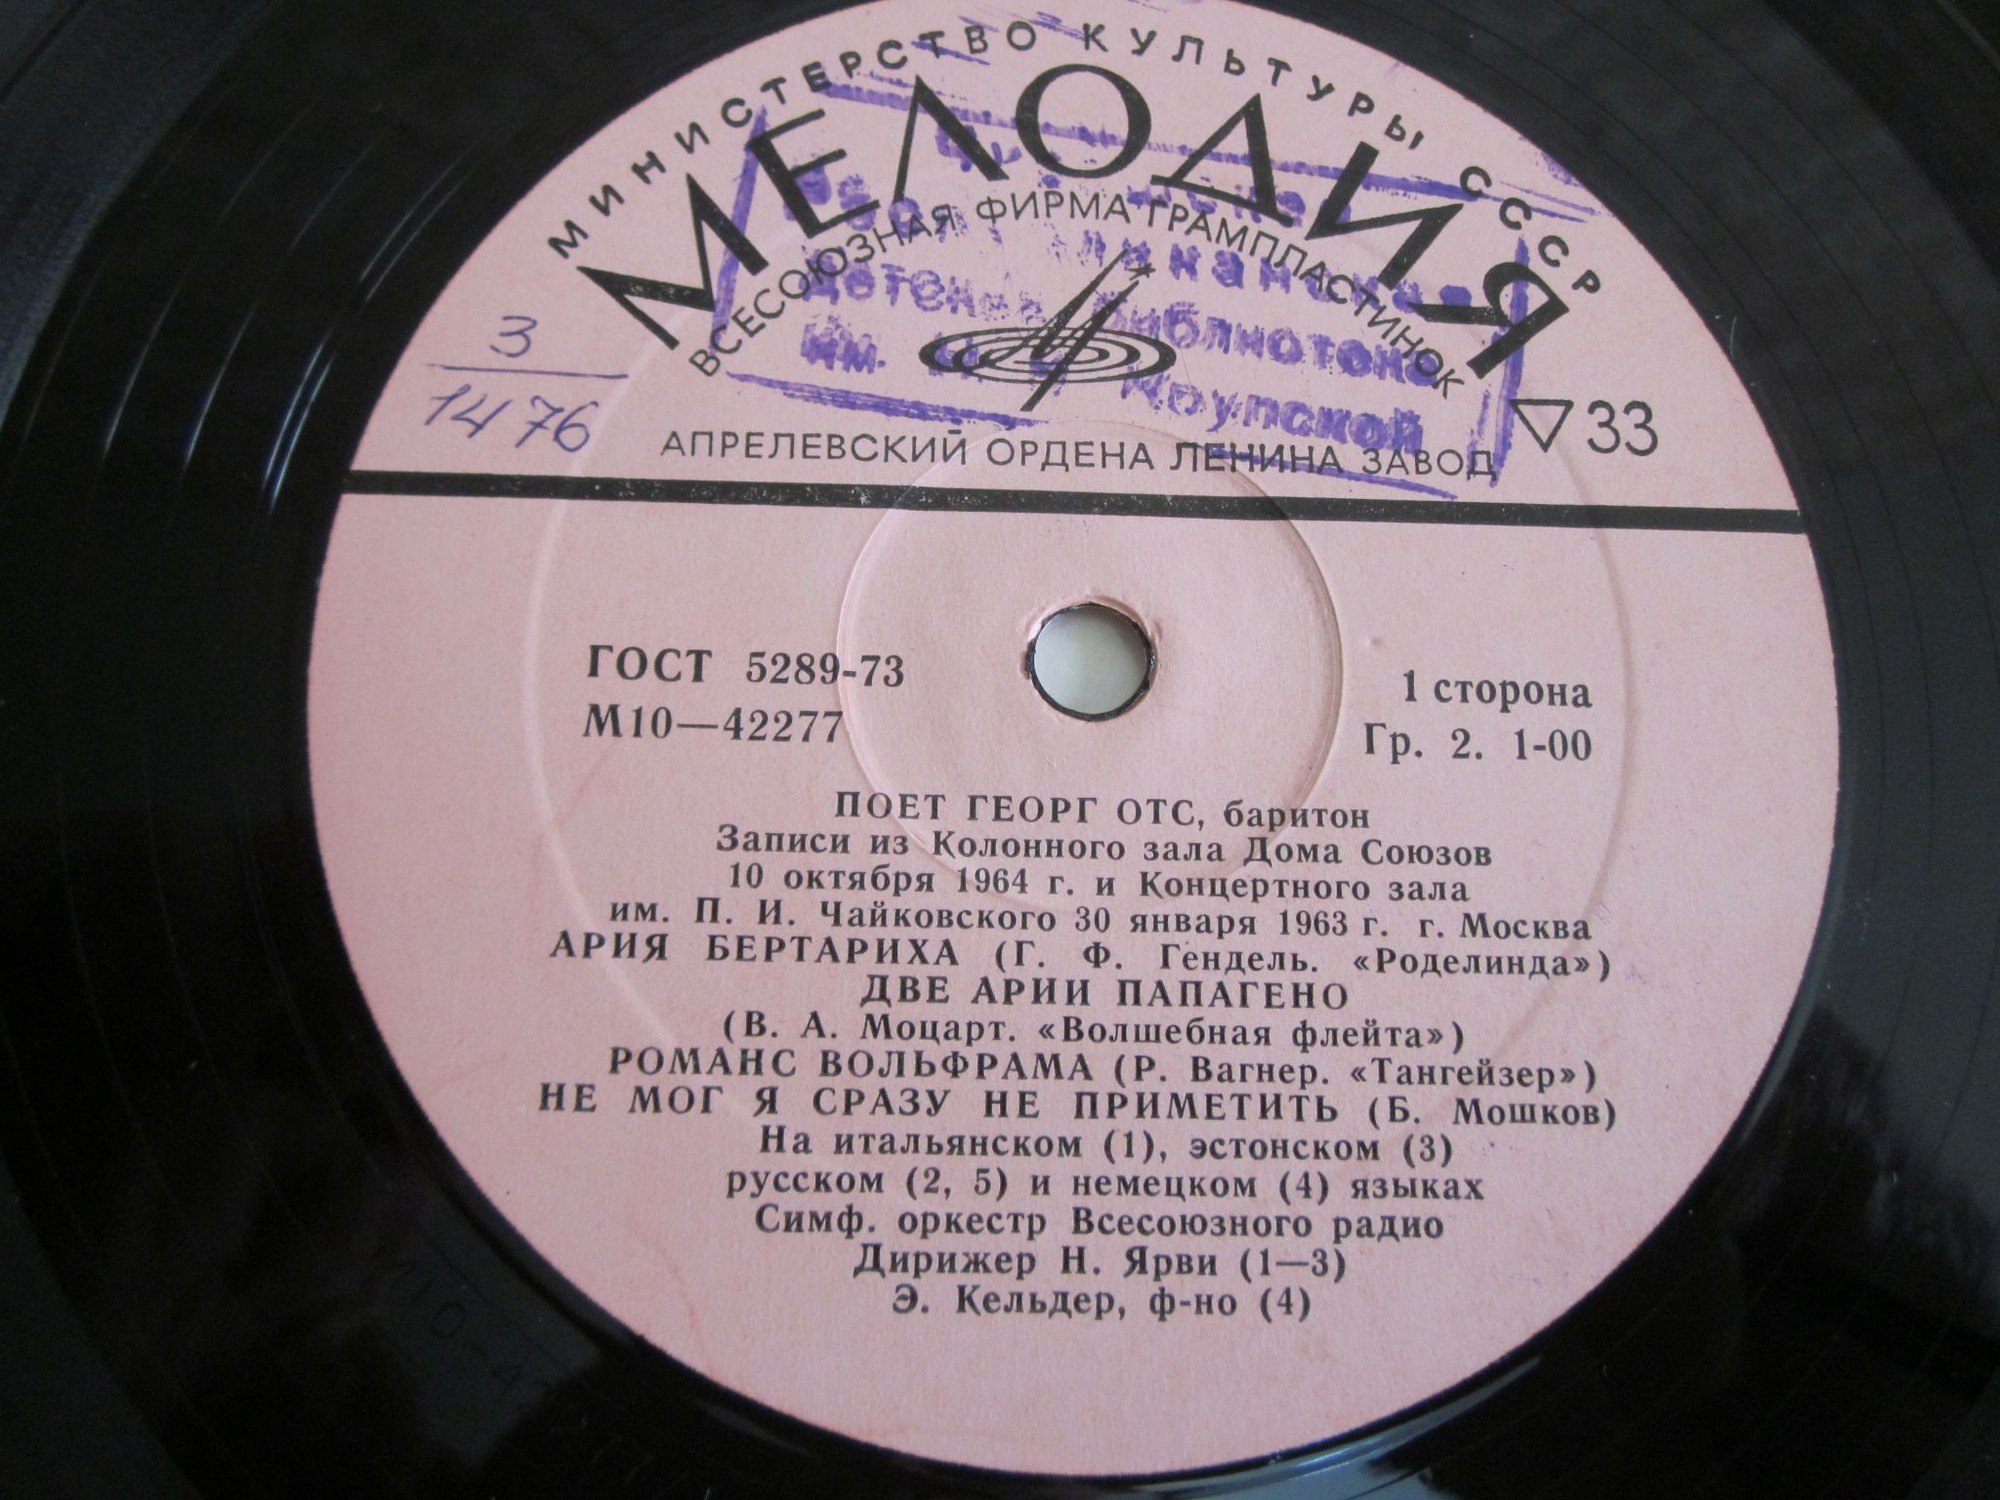 МИНИСТЕРСТВО КУЛЬТУРЫ СССР
МЕЛОДИЯ
ВСЕСОЮЗНАЯ ФИРМА ГРАМПЛАСТИНОК
детская библиотека
им. Крупской
3
1476
АПРЕЛЕВСКИЙ ОРДЕНА ЛЕНИНА ЗАВОД
33
ГОСТ 5289-73
М10—42277
1 сторона
Гр. 2. 1-00
ПОЕТ ГЕОРГ ОТС, баритон
Записи из Колонного зала Дома Союзов
10 октября 1964 г. и Концертного зала
им. П. И. Чайковского 30 января 1963 г. г. Москва
АРИЯ БЕРТАРИХА (Г. Ф. Гендель. «Роделинда»)
ДВЕ АРИИ ПАПАГЕНО
(В. А. Моцарт. «Волшебная флейта»)
РОМАНС ВОЛЬФРАМА (Р. Вагнер. «Тангейзер»)
НЕ МОГ Я СРАЗУ НЕ ПРИМЕТИТЬ (Б. Мошков)
На итальянском (1), эстонском (3)
русском (2, 5) и немецком (4) языках
Симф. оркестр Всесоюзного радио
Дирижер Н. Ярви (1—3)
Э. Кельдер, ф-но (4)